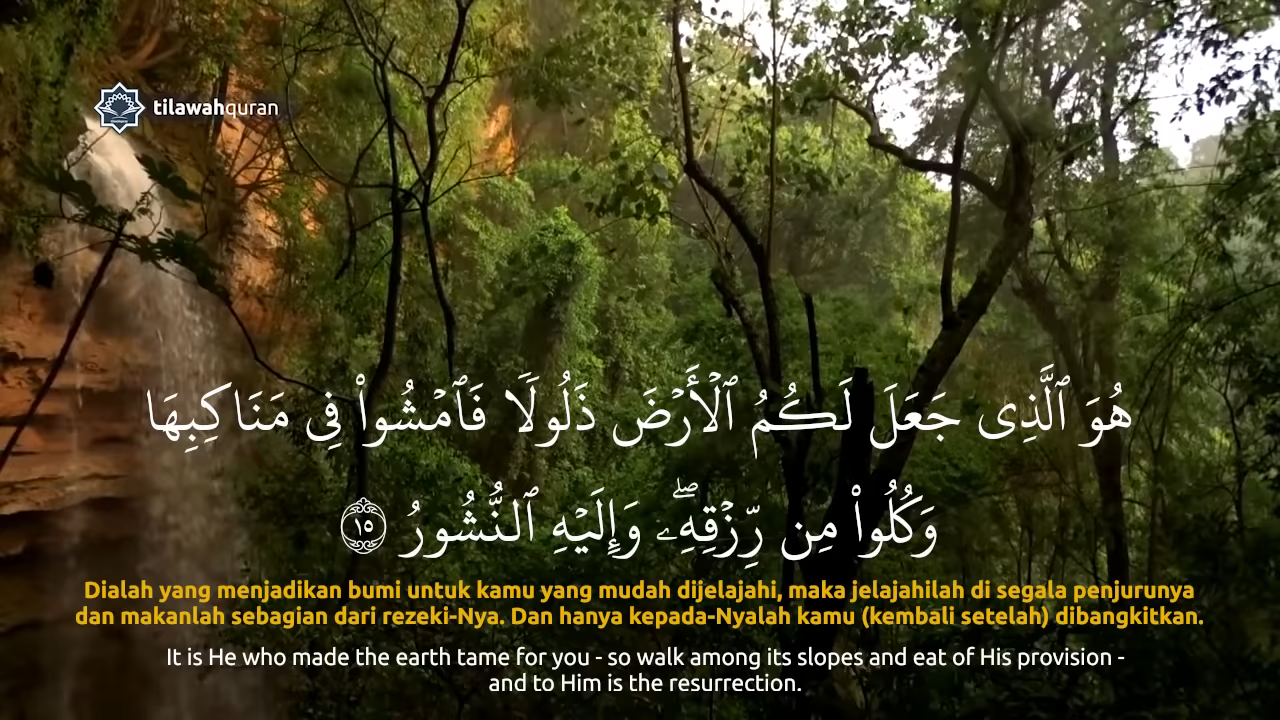 tilawahquran
هُوَ ٱلَّذِى جَعَلَ لَكُمُ ٱلْأَرْضَ ذَلُولًا فَٱمْشُوا۟ فِى مَنَاكِبِهَا
وَكُلُوا۟ مِن رِّزْقِهِۦ ۖ وَإِلَيْهِ ٱلنُّشُورُ ١٥
Dialah yang menjadikan bumi untuk kamu yang mudah dijelajahi, maka jelajahilah di segala penjurunya
dan makanlah sebagian dari rezeki-Nya. Dan hanya kepada-Nyalah kamu (kembali setelah) dibangkitkan.
It is He who made the earth tame for you - so walk among its slopes and eat of His provision -
and to Him is the resurrection.